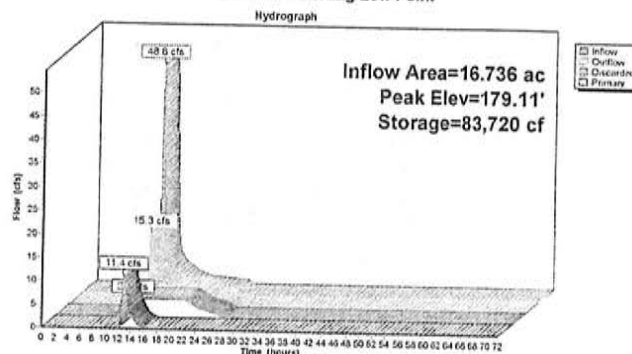 Hydrograph
Inflow
Outflow
Discarded
Primary
48.6 cfs
Inflow Area=16.736 ac
Peak Elev=179.11'
Storage=83,720 cf
15.3 cfs
11.4 cfs
cfs
Flow (cfs)
50
45
40
35
30
25
20
15
10
5
0
0 2 4 6 8 10 12 14 16 18 20 22 24 26 28 30 32 34 36 38 40 42 44 46 48 50 52 54 56 58 60 62 64 66 68 70 72
Time (hours)